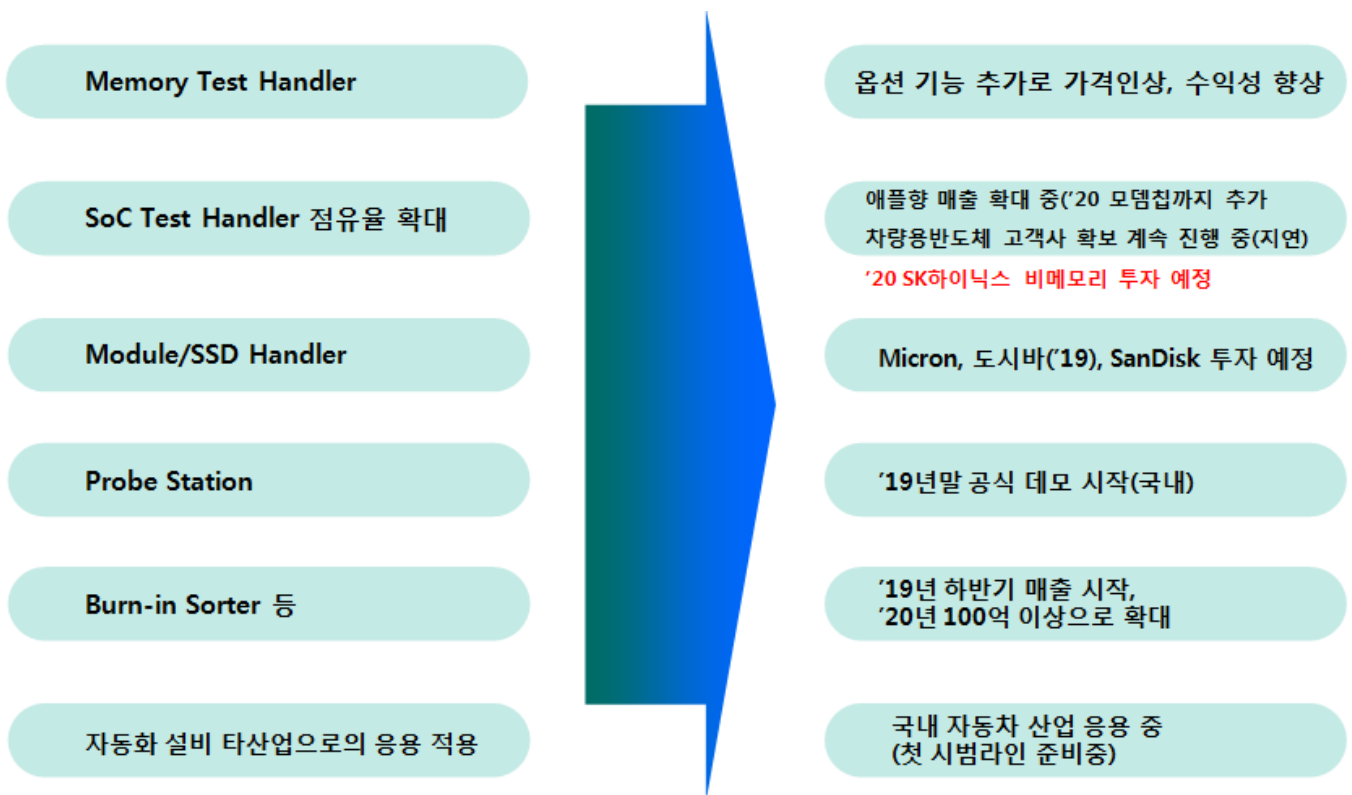 Memory Test Handler
옵션 기능 추가로 가격인상, 수익성 향상
SoC Test Handler 점유율 확대
애플향 매출 확대 중(’20 모뎀칩까지 추가
차량용반도체 고객사 확보 계속 진행 중(지연)
’20 SK하이닉스 비메모리 투자 예정
Module/SSD Handler
Micron, 도시바(’19), SanDisk 투자 예정
Probe Station
’19년말 공식 데모 시작(국내)
Burn-in Sorter 등
’19년 하반기 매출 시작,
’20년 100억 이상으로 확대
자동화 설비 타산업으로의 응용 적용
국내 자동차 산업 응용 중
(첫 시범라인 준비중)